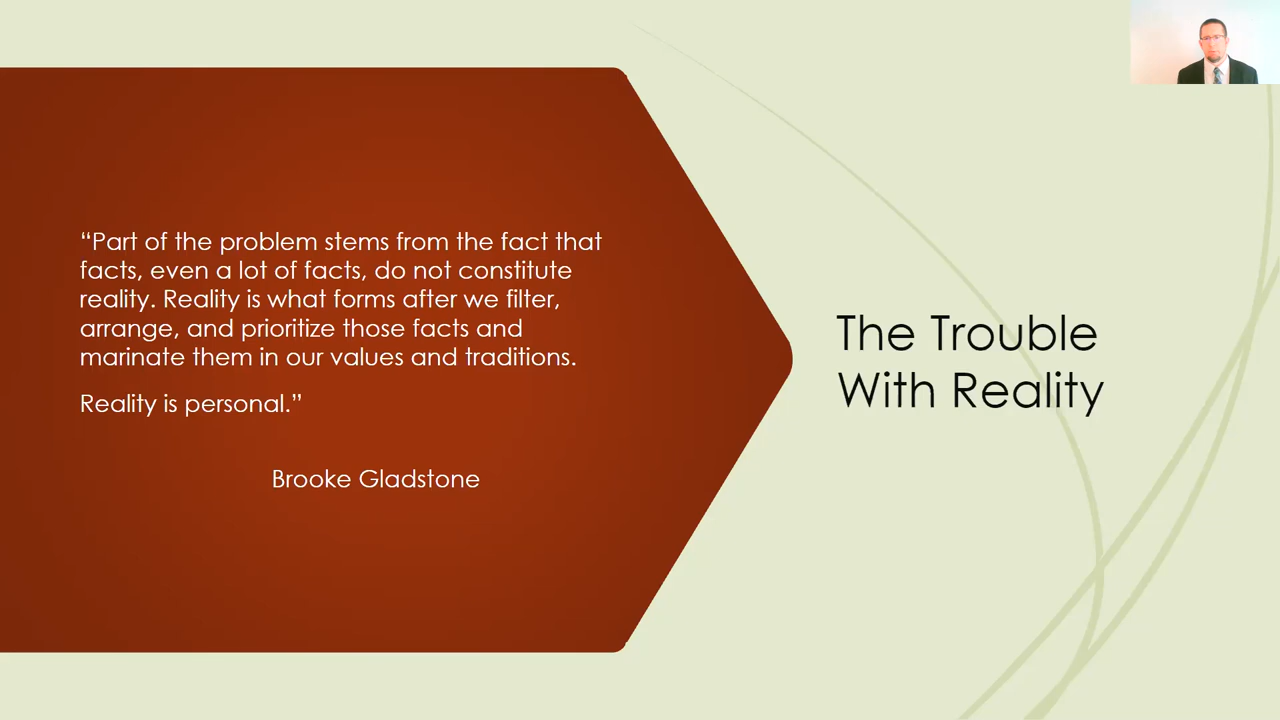 “Part of the problem stems from the fact that
facts, even a lot of facts, do not constitute
reality. Reality is what forms after we filter,
arrange, and prioritize those facts and
marinate them in our values and traditions.
Reality is personal.”
Brooke Gladstone
The Trouble
With Reality